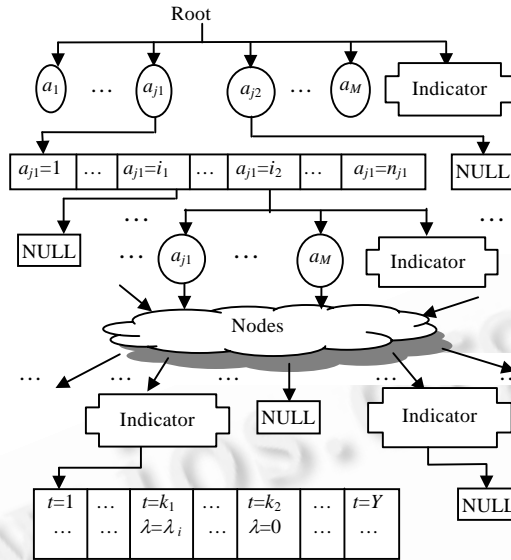 Root
a1 … aj1 aj2 … aM Indicator
aj1=1 … aj1=i1 … aj1=i2 … aj1=nj1 NULL
… …
NULL … aj1 … aM Indicator
Nodes
… … … …
Indicator NULL Indicator
t=1 … t=k1 … t=k2 … t=Y NULL
… … λ=λi … λ=0 … …